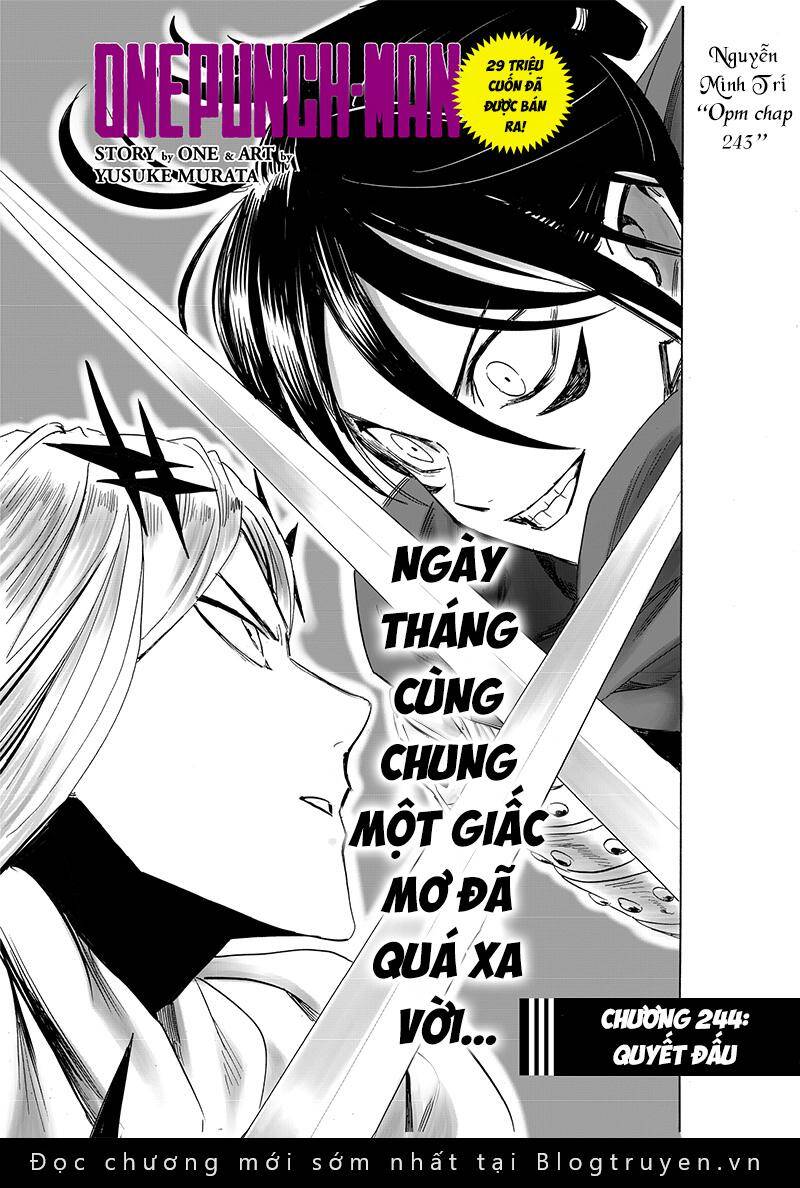 ONEPUNCH-MAN
STORY by ONE & ART by
YUSUKE MURATA
29 TRIỆU
CUỐN ĐÃ
ĐƯỢC BÁN
RA!
Nguyễn
Minh Trí
“Opm chap
243”
NGÀY
THÁNG
CÙNG
CHUNG
MỘT GIẤC
MƠ ĐÃ
QUÁ XA
VỜI...
CHƯƠNG 244:
QUYẾT ĐẤU
Đọc chương mới sớm nhất tại Blogtruyen.vn